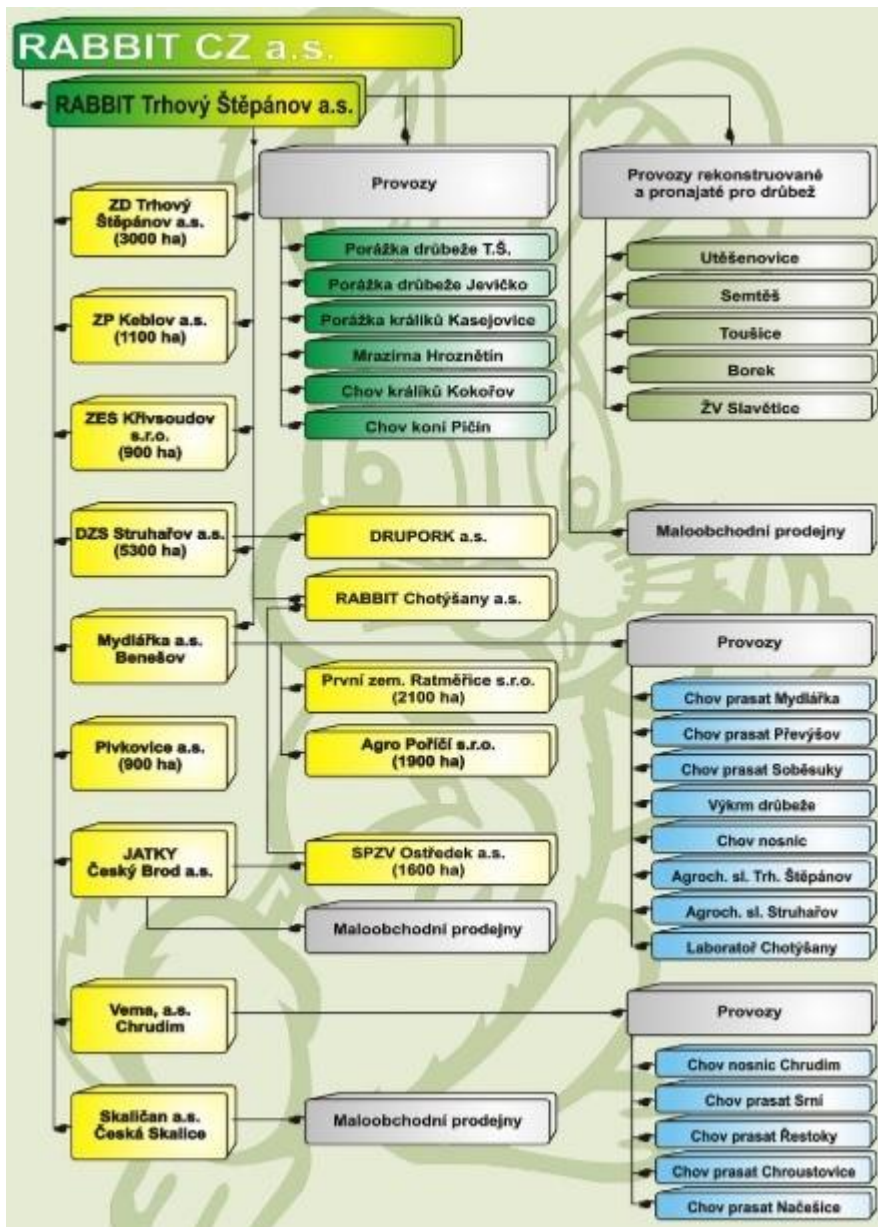 RABBIT CZ a.s.
RABBIT Trhový Štěpánov a.s.
ZD Trhový
Štěpánov a.s.
(3000 ha)
ZP Keblov a.s.
(1100 ha)
ZES Křivsoudov
s.r.o.
(900 ha)
DZS Struhařov a.s.
(5300 ha)
Mydlářka a.s.
Benešov
Pivkovice a.s.
(900 ha)
JATKY
Český Brod a.s.
Vema, a.s.
Chrudim
Skaličan a.s.
Česká Skalice
Provozy
Porážka drůbeže T.Š.
Porážka drůbeže Jevíčko
Porážka králíků Kasejovice
Mrazírna Hroznětín
Chov králíků Kokořov
Chov koní Pičín
DRUPORK a.s.
RABBIT Chotýšany a.s.
První zem. Ratměřice s.r.o.
(2100 ha)
Agro Poříčí s.r.o.
(1900 ha)
SPZV Ostředek a.s.
(1600 ha)
Maloobchodní prodejny
Maloobchodní prodejny
Provozy rekonstruované
a pronajaté pro drůbež
Utěšenovice
Semtěš
Toušice
Borek
ŽV Slavětice
Maloobchodní prodejny
Provozy
Chov prasat Mydlářka
Chov prasat Převýšov
Chov prasat Soběsuky
Výkrm drůbeže
Chov nosnic
Agroch. sl. Trh. Štěpánov
Agroch. sl. Struhařov
Laboratoř Chotýšany
Provozy
Chov nosnic Chrudim
Chov prasat Srní
Chov prasat Řestoky
Chov prasat Chroustovice
Chov prasat Načešice